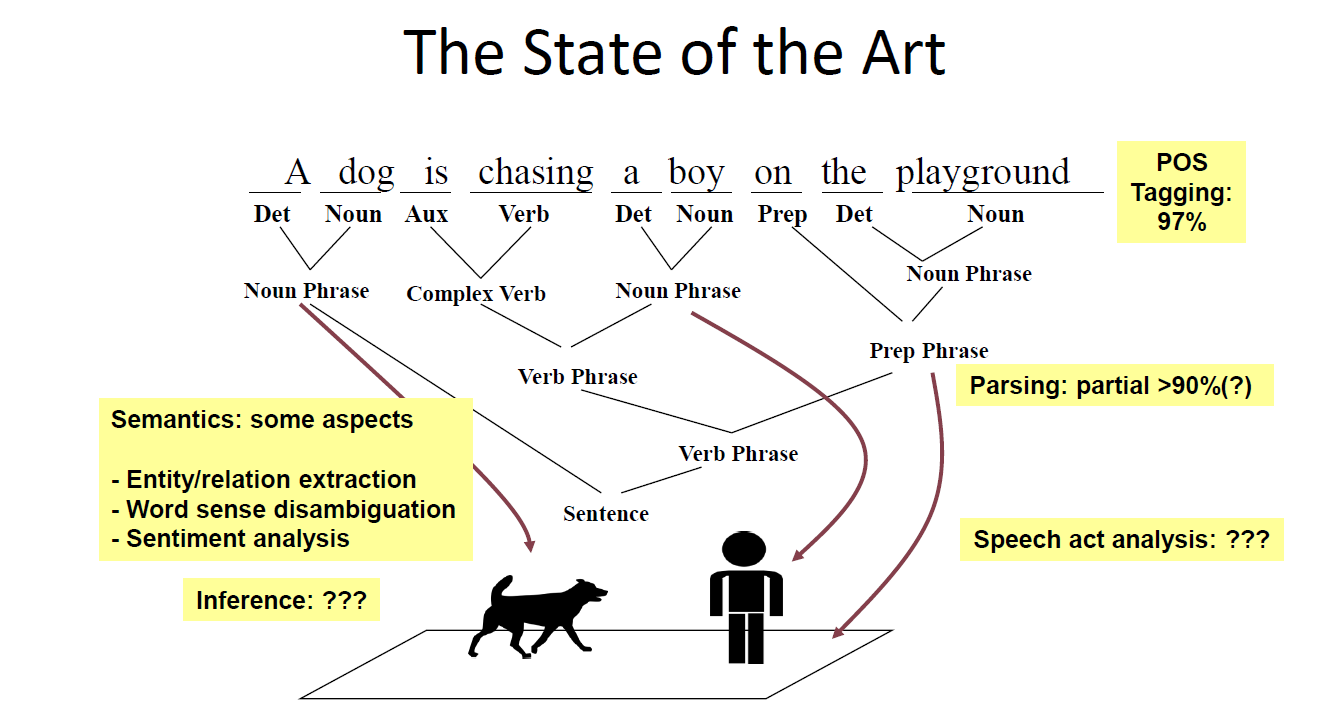 The State of the Art
A dog is chasing a boy on the playground
Det Noun Aux Verb Det Noun Prep Det Noun
POS
Tagging:
97%
Noun Phrase
Noun Phrase Complex Verb Noun Phrase
Prep Phrase
Verb Phrase
Parsing: partial >90%(?)
Semantics: some aspects
- Entity/relation extraction
- Word sense disambiguation
- Sentiment analysis
Verb Phrase
Sentence
Speech act analysis: ???
Inference: ???